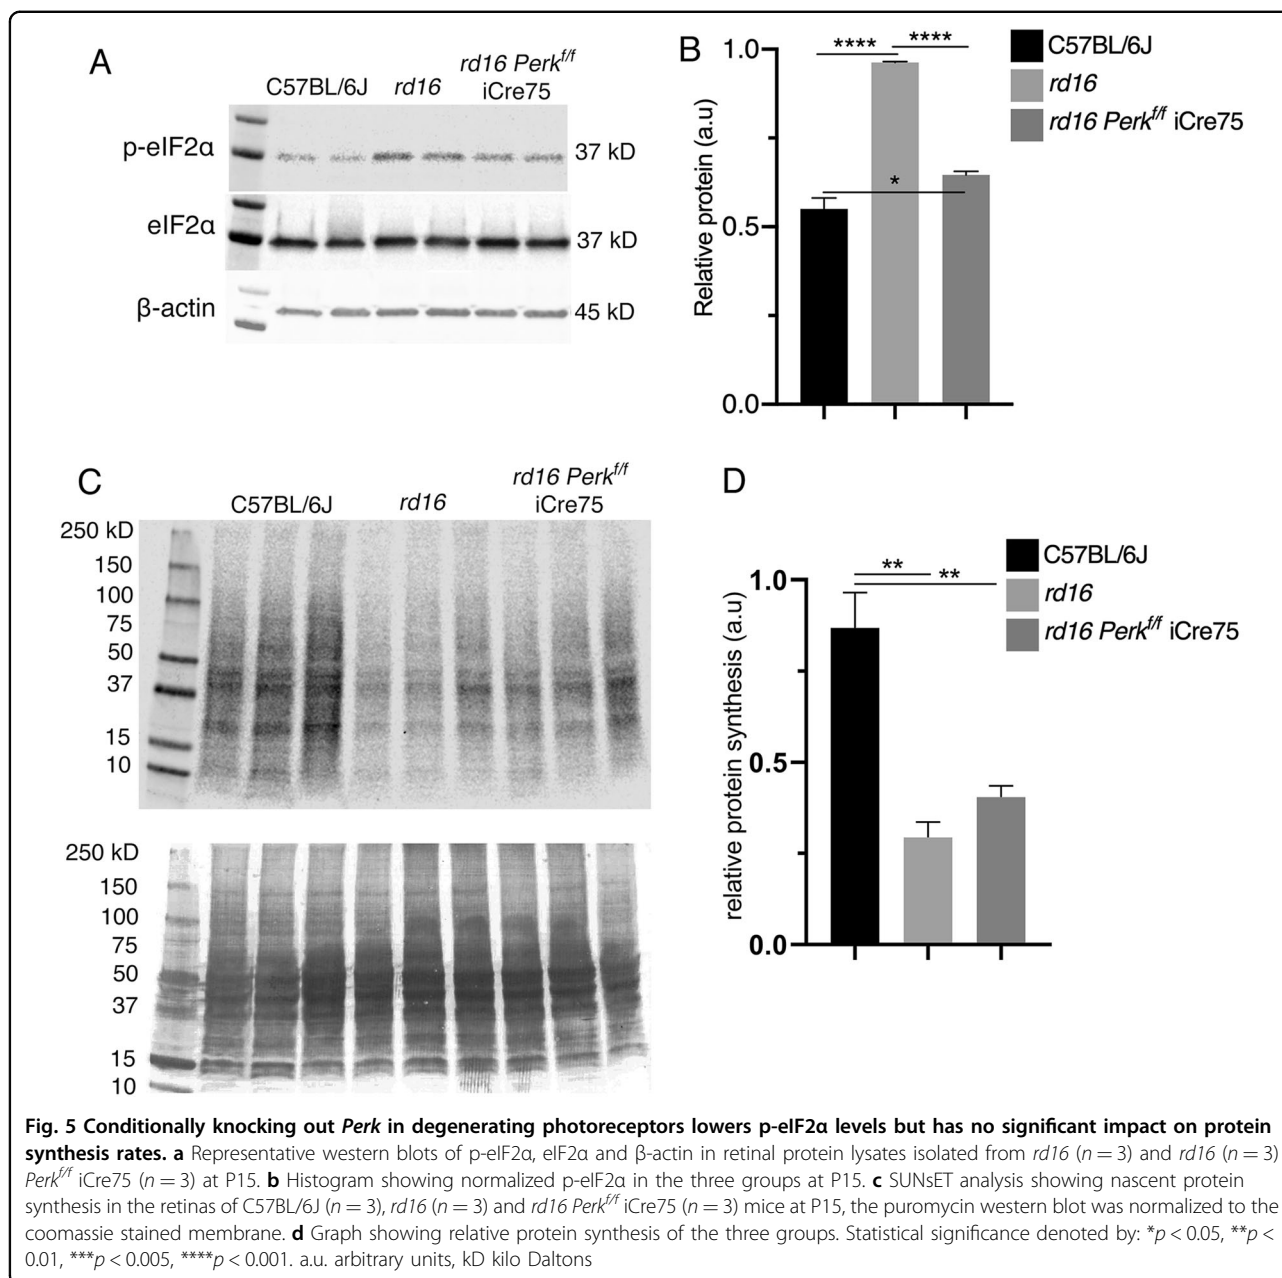 A
C57BL/6J rd16 rd16 Perk^f/f iCre75
p-eIF2α 37 kD
eIF2α 37 kD
β-actin 45 kD
B
Relative protein (a.u)
1.0
0.5
0.0
**** ****
*
C57BL/6J
rd16
rd16 Perk^f/f iCre75
C
C57BL/6J rd16 rd16 Perk^f/f iCre75
250 kD
150
100
75
50
37
15
10
250 kD
150
100
75
50
37
15
10
D
relative protein synthesis (a.u)
1.0
0.5
0.0
**
**
C57BL/6J
rd16
rd16 Perk^f/f iCre75
Fig. 5 Conditionally knocking out Perk in degenerating photoreceptors lowers p-eIF2α levels but has no significant impact on protein
synthesis rates. a Representative western blots of p-eIF2α, eIF2α and β-actin in retinal protein lysates isolated from rd16 (n = 3) and rd16 (n = 3)
Perk^f/f iCre75 (n = 3) at P15. b Histogram showing normalized p-eIF2α in the three groups at P15. c SUNsET analysis showing nascent protein
synthesis in the retinas of C57BL/6J (n = 3), rd16 (n = 3) and rd16 Perk^f/f iCre75 (n = 3) mice at P15, the puromycin western blot was normalized to the
coomassie stained membrane. d Graph showing relative protein synthesis of the three groups. Statistical significance denoted by: *p < 0.05, **p <
0.01, ***p < 0.005, ****p < 0.001. a.u. arbitrary units, kD kilo Daltons